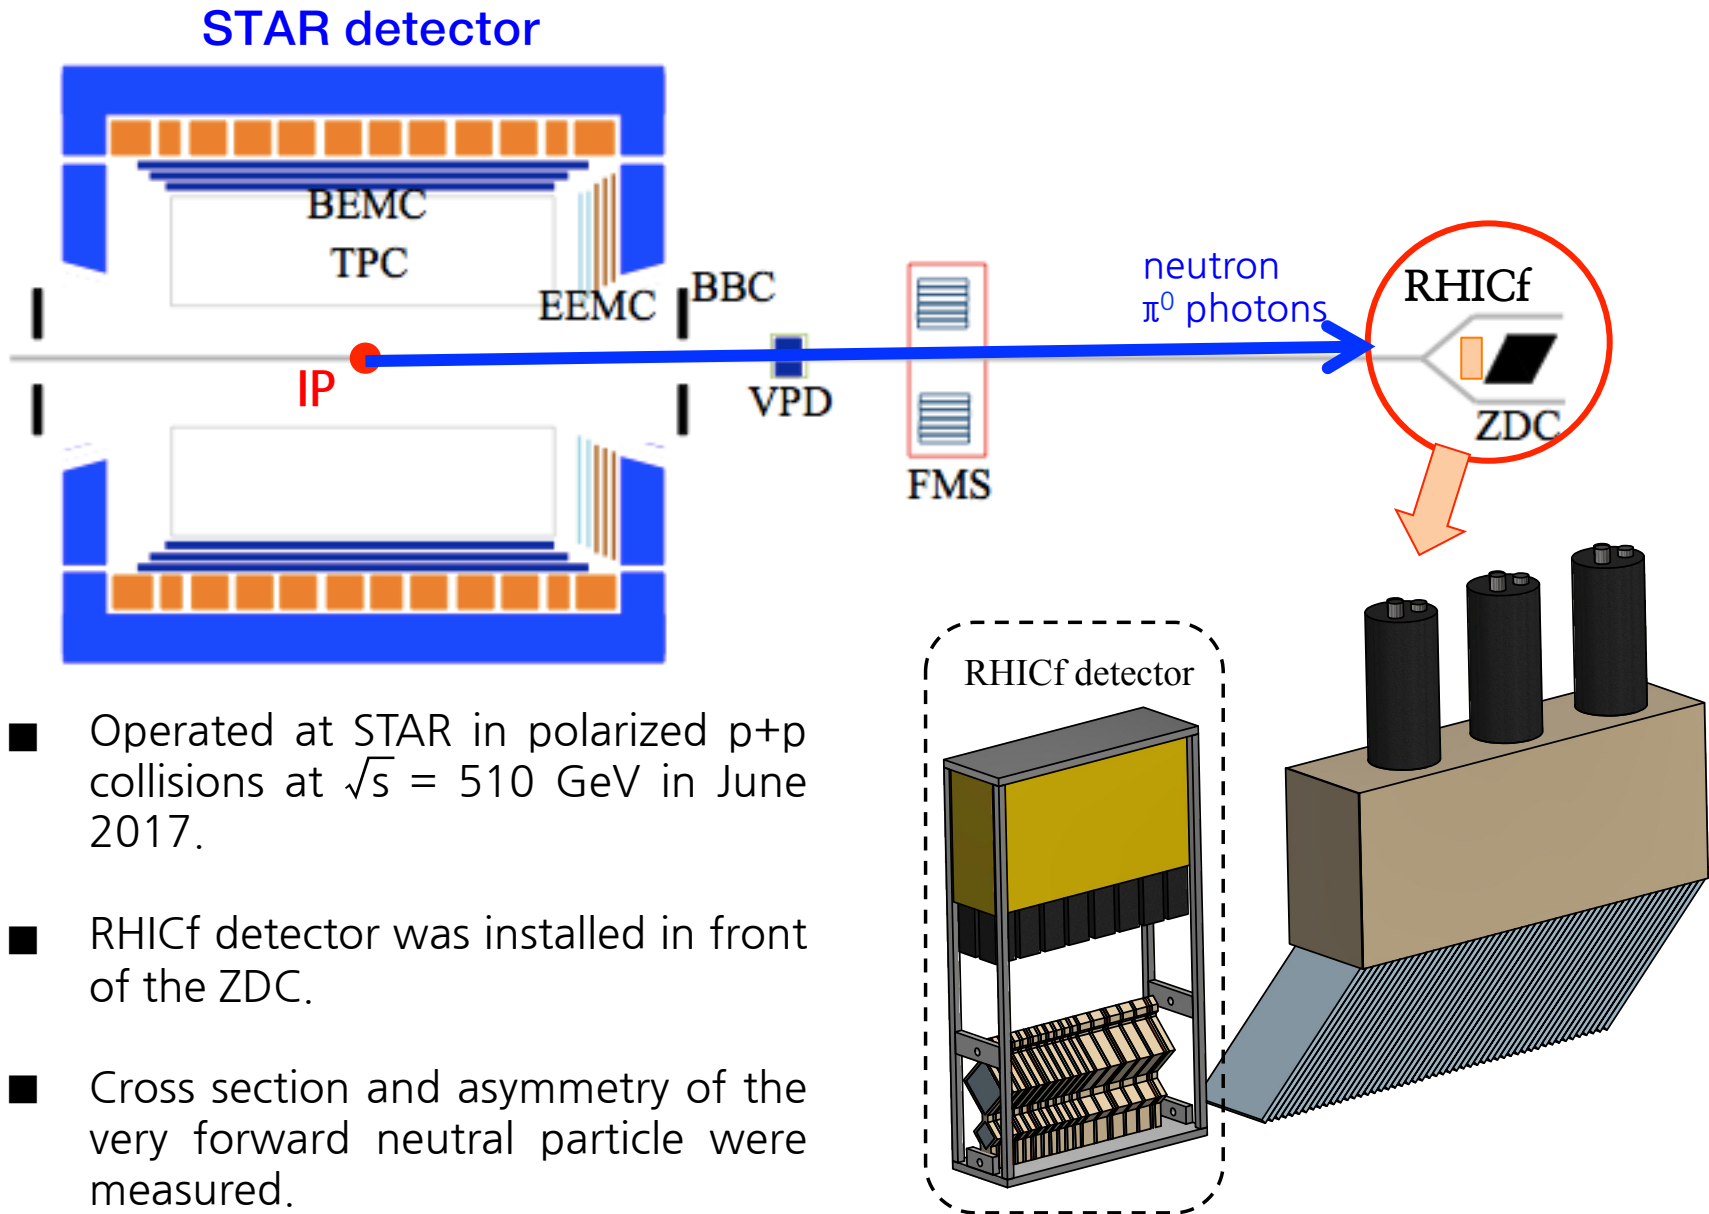 STAR detector
BEMC
TPC
EEMC
BBC
IP
VPD
FMS
neutron
π⁰ photons
RHICf
ZDC
RHICf detector
■ Operated at STAR in polarized p+p
collisions at √s = 510 GeV in June
2017.
■ RHICf detector was installed in front
of the ZDC.
■ Cross section and asymmetry of the
very forward neutral particle were
measured.